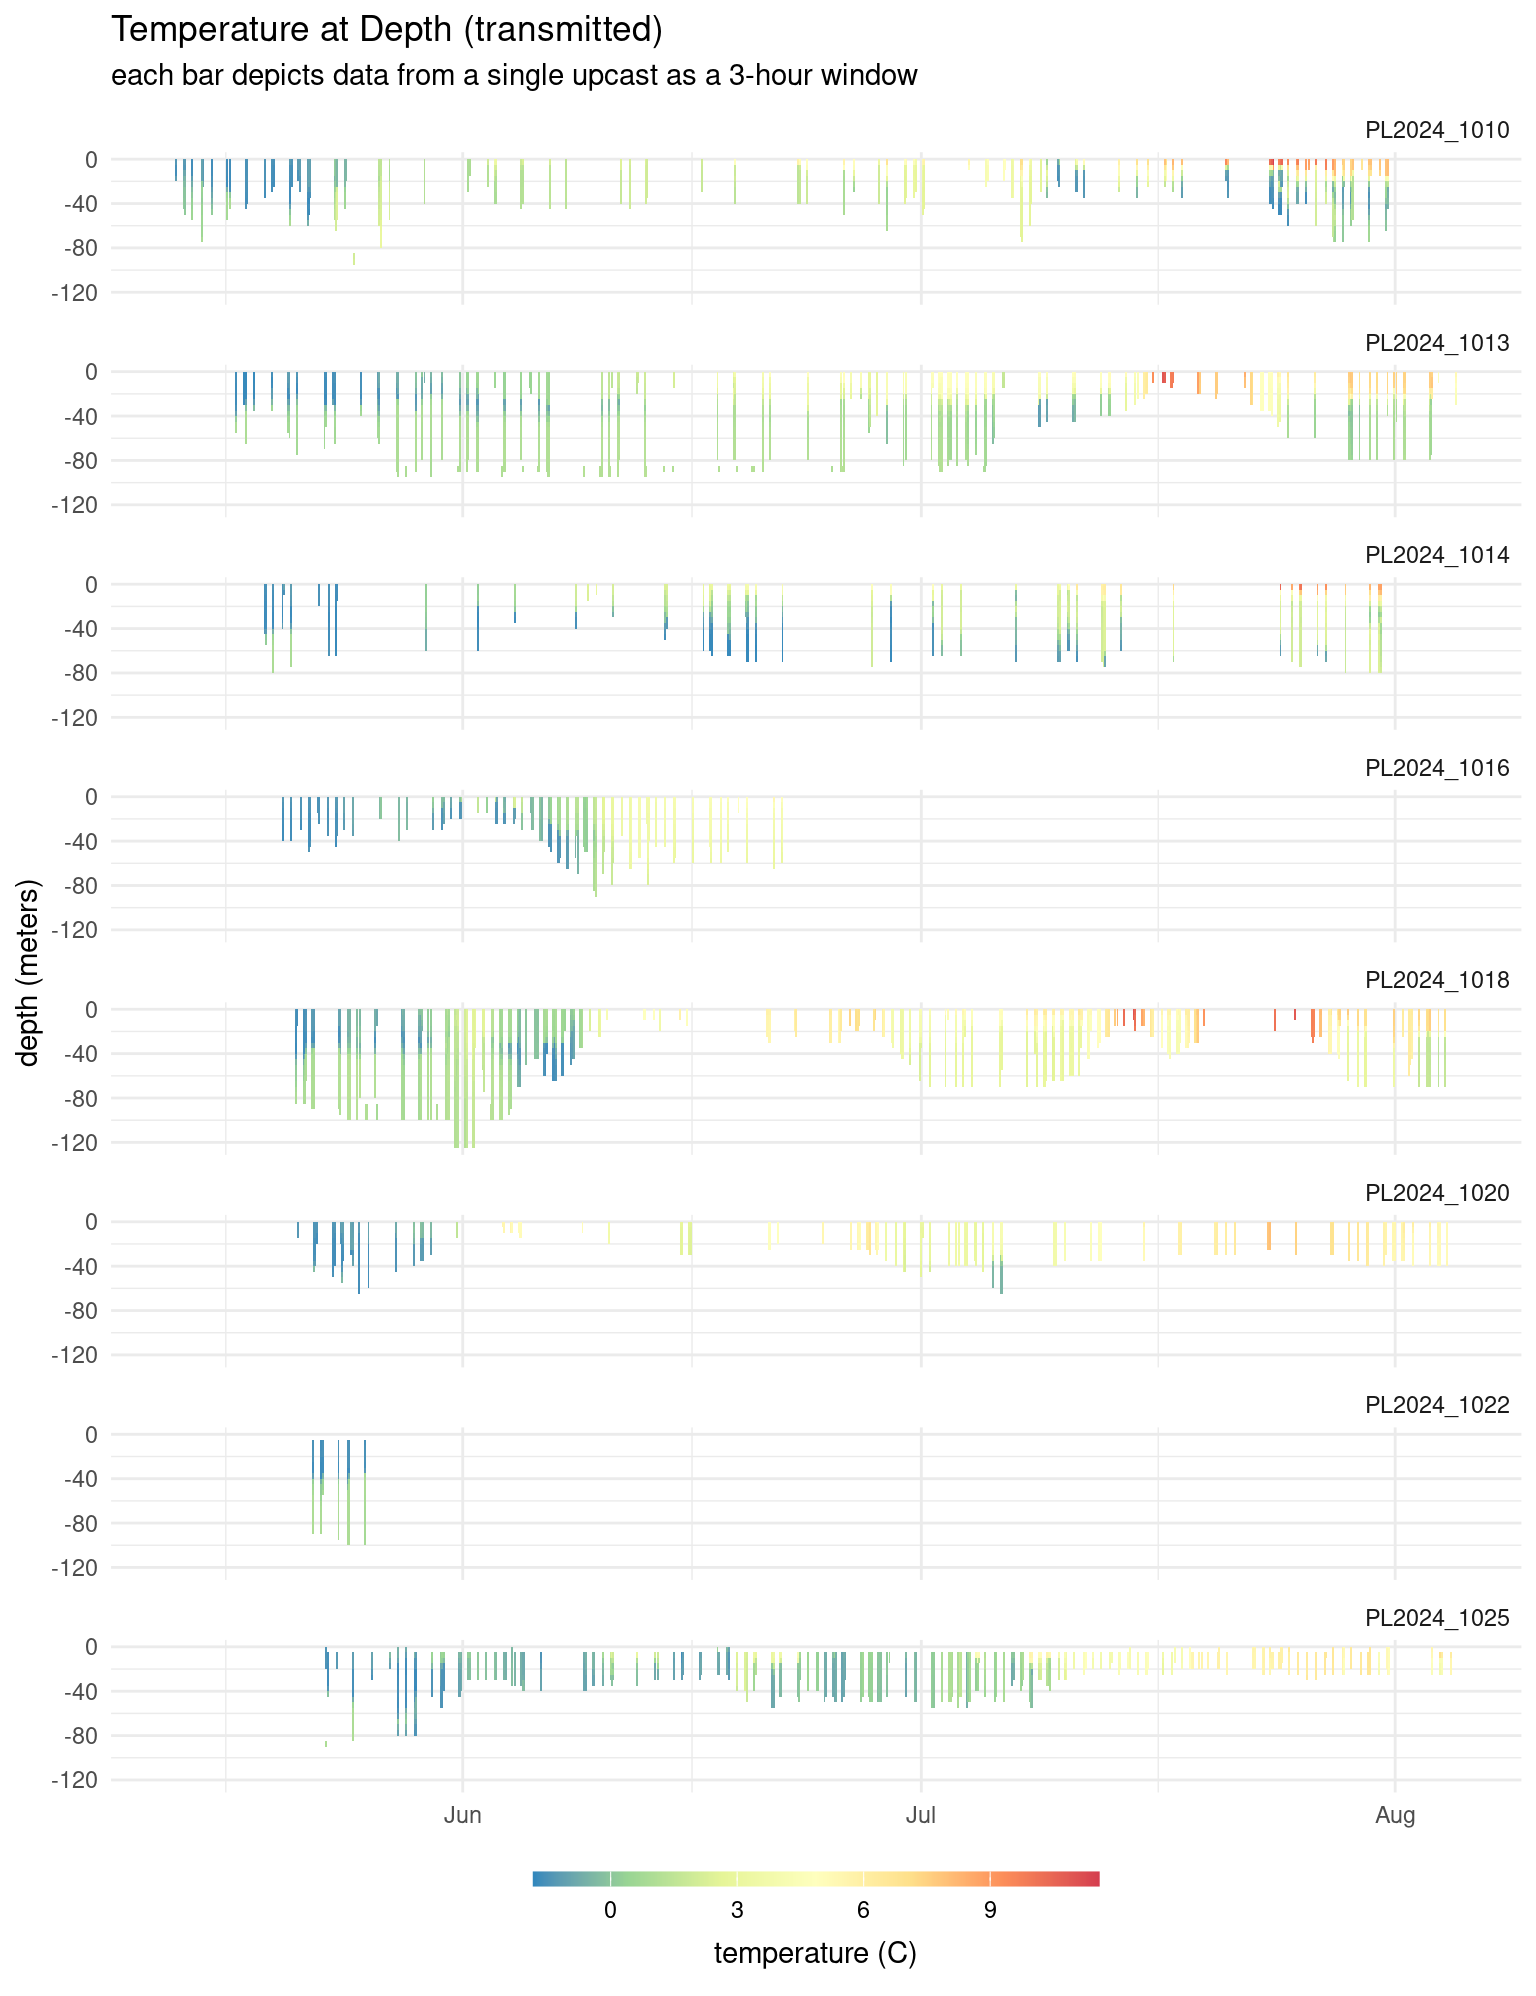 Temperature at Depth (transmitted)
each bar depicts data from a single upcast as a 3-hour window
PL2024_1010
0
-40
-80
-120
PL2024_1013
0
-40
-80
-120
PL2024_1014
0
-40
-80
-120
PL2024_1016
0
-40
-80
-120
depth (meters)
PL2024_1018
0
-40
-80
-120
PL2024_1020
0
-40
-80
-120
PL2024_1022
0
-40
-80
-120
PL2024_1025
0
-40
-80
-120
Jun Jul Aug
0 3 6 9
temperature (C)